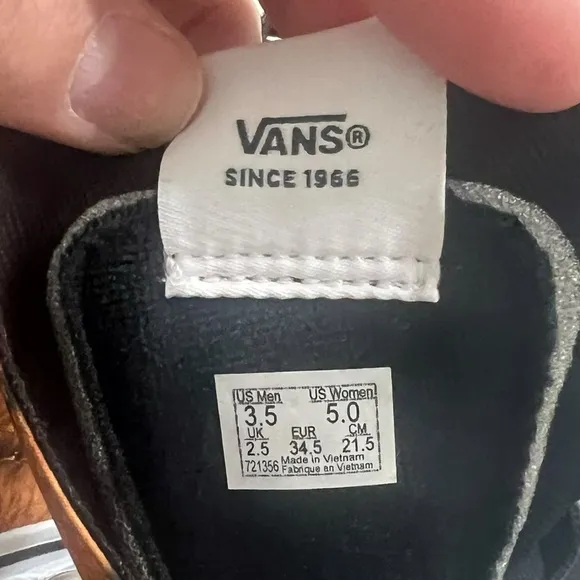 VANS®
SINCE 1966
US Men US Women
3.5 5.0
UK EUR CM
2.5 34.5 21.5
721356 Made in Vietnam
Fabrique en Vietnam